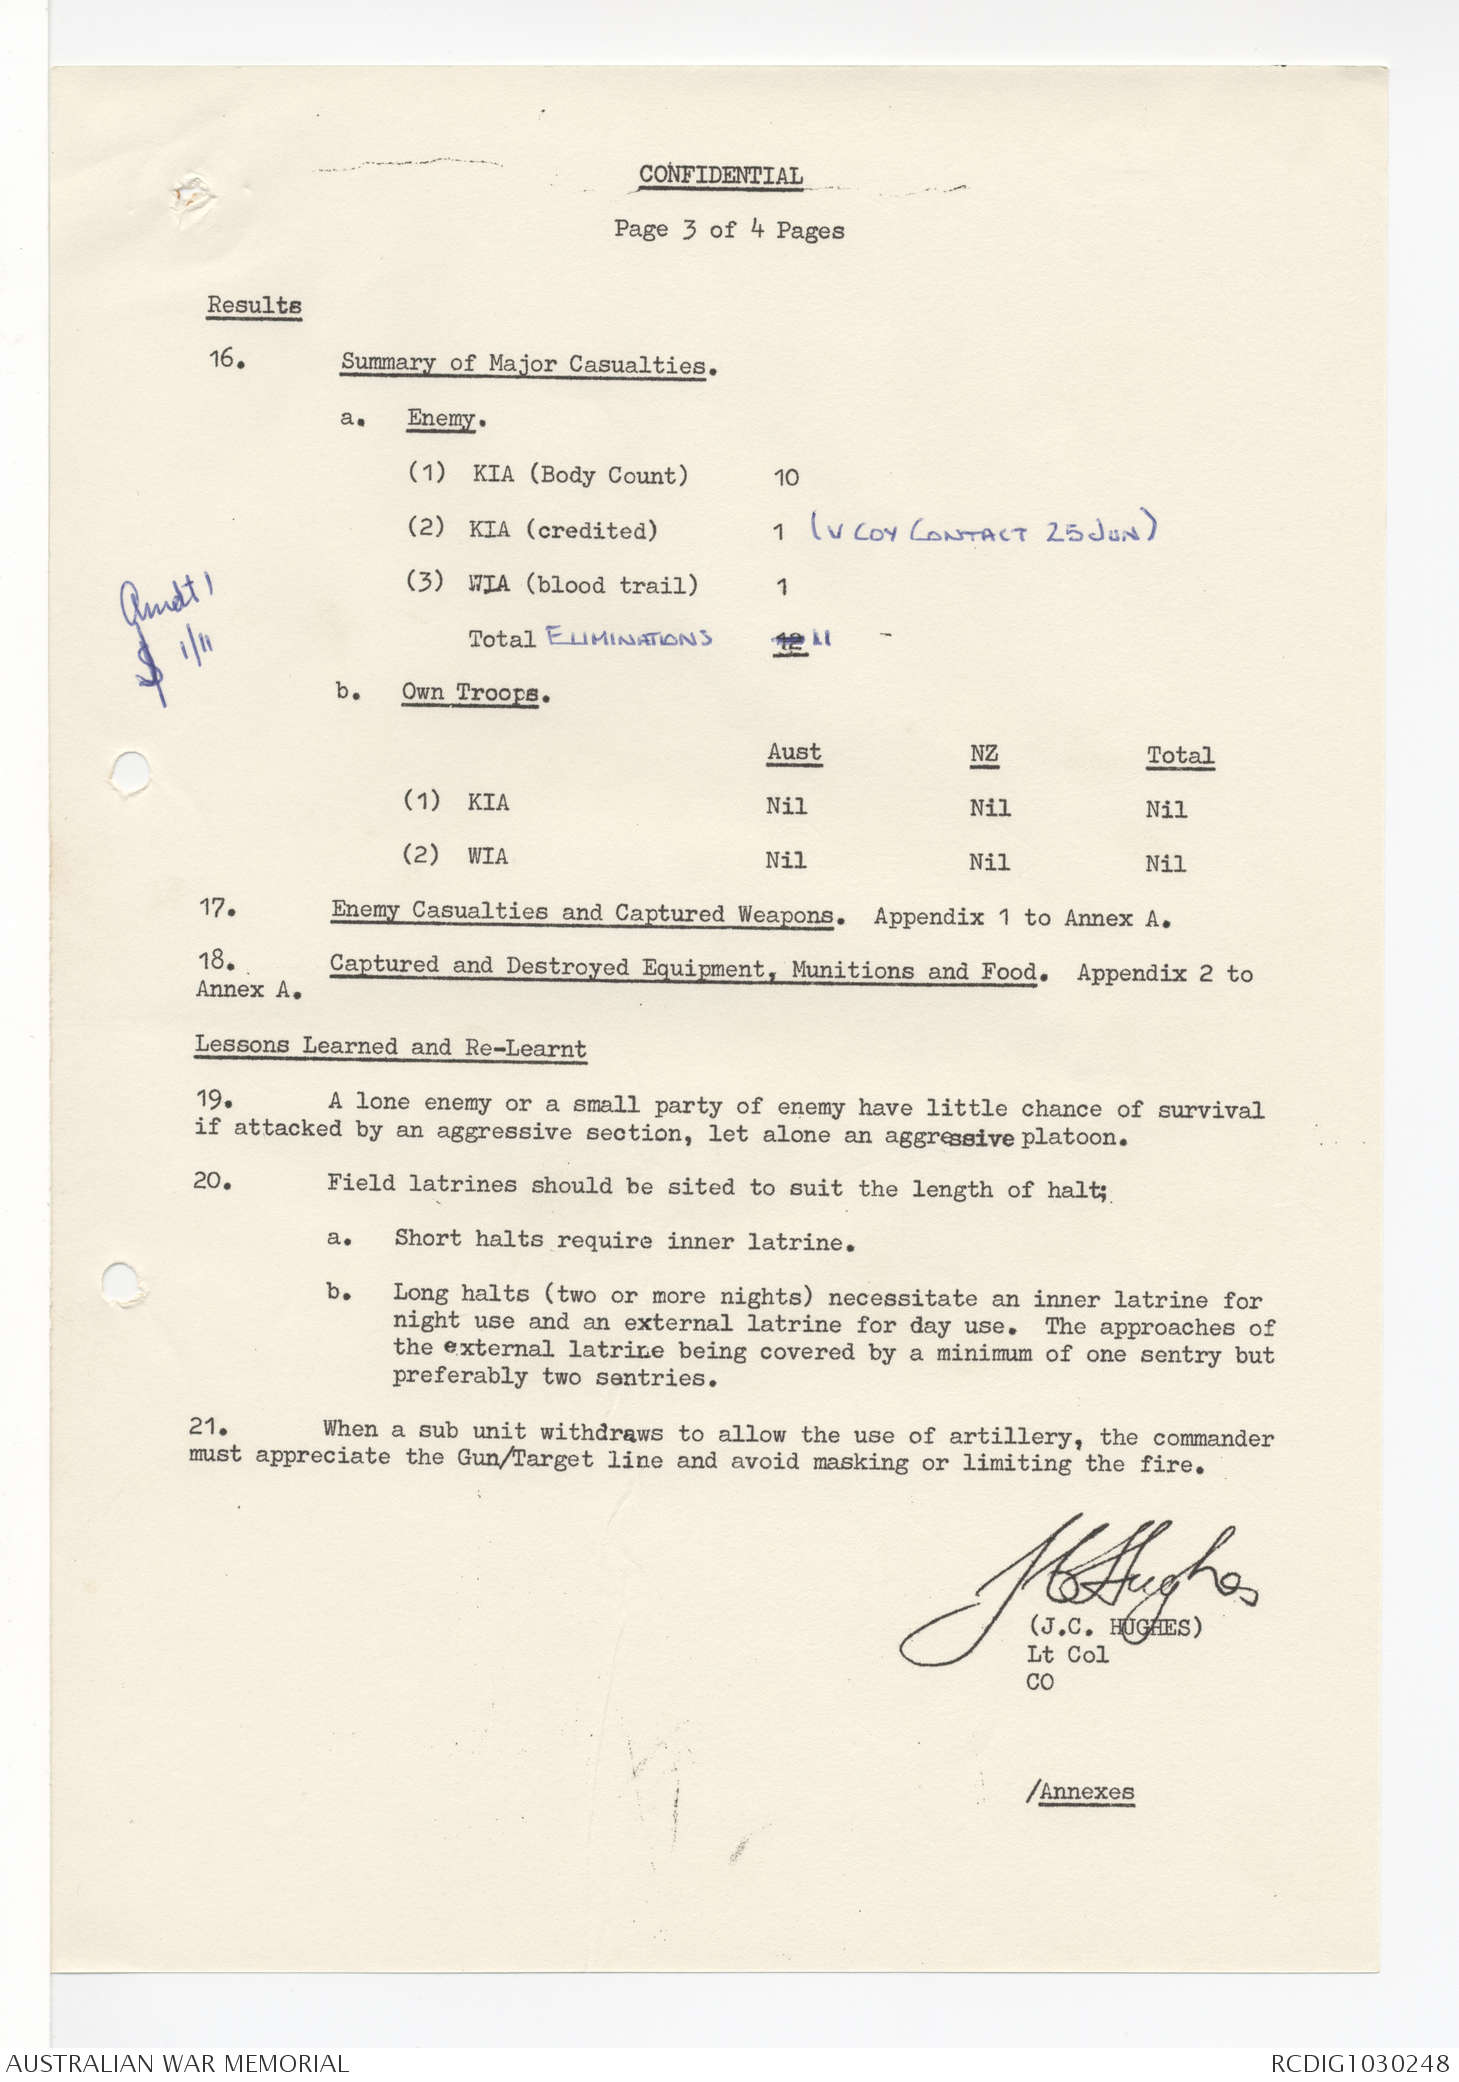 CONFIDENTIAL
Page 3 of 4 Pages
Results
16. Summary of Major Casualties.
a. Enemy.
(1) KIA (Body Count) 10
(2) KIA (credited) 1 (V COY CONTACT 25 JUN)
(3) WIA (blood trail) 1
Amdt 1
1/11
Total ELIMINATIONS 12 11
b. Own Troops.
Aust NZ Total
(1) KIA Nil Nil Nil
(2) WIA Nil Nil Nil
17. Enemy Casualties and Captured Weapons. Appendix 1 to Annex A.
18. Captured and Destroyed Equipment, Munitions and Food. Appendix 2 to
Annex A.
Lessons Learned and Re-Learnt
19. A lone enemy or a small party of enemy have little chance of survival
if attacked by an aggressive section, let alone an aggressive platoon.
20. Field latrines should be sited to suit the length of halt;
a. Short halts require inner latrine.
b. Long halts (two or more nights) necessitate an inner latrine for
night use and an external latrine for day use. The approaches of
the external latrine being covered by a minimum of one sentry but
preferably two sentries.
21. When a sub unit withdraws to allow the use of artillery, the commander
must appreciate the Gun/Target line and avoid masking or limiting the fire.
JCHughes
(J.C. HUGHES)
Lt Col
CO
/Annexes
AUSTRALIAN WAR MEMORIAL RCDIG1030248